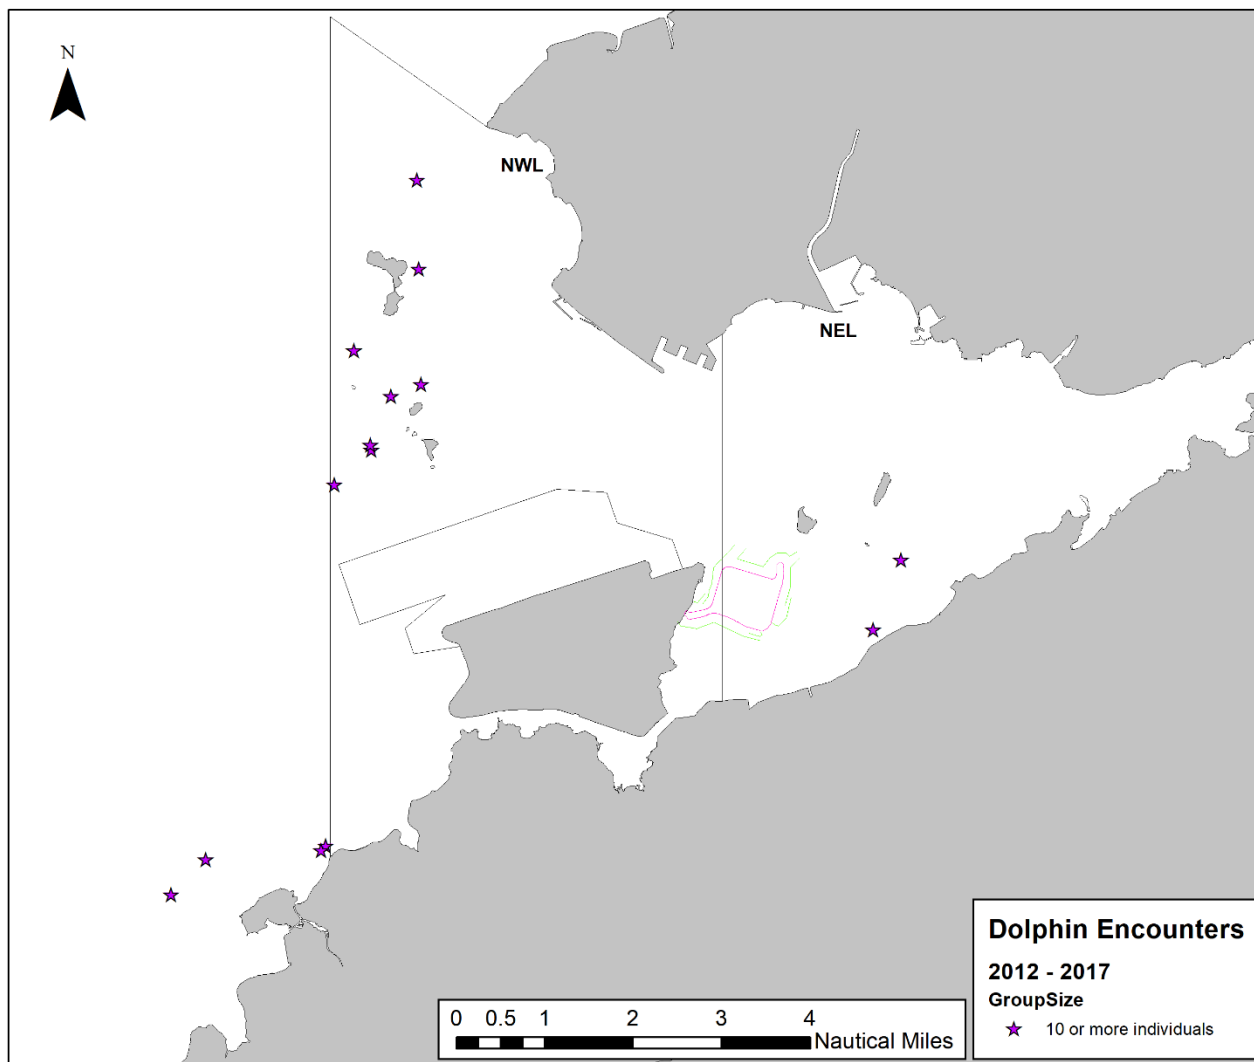 N
NWL
NEL
Dolphin Encounters
2012 - 2017
GroupSize
10 or more individuals
0 0.5 1 2 3 4
Nautical Miles